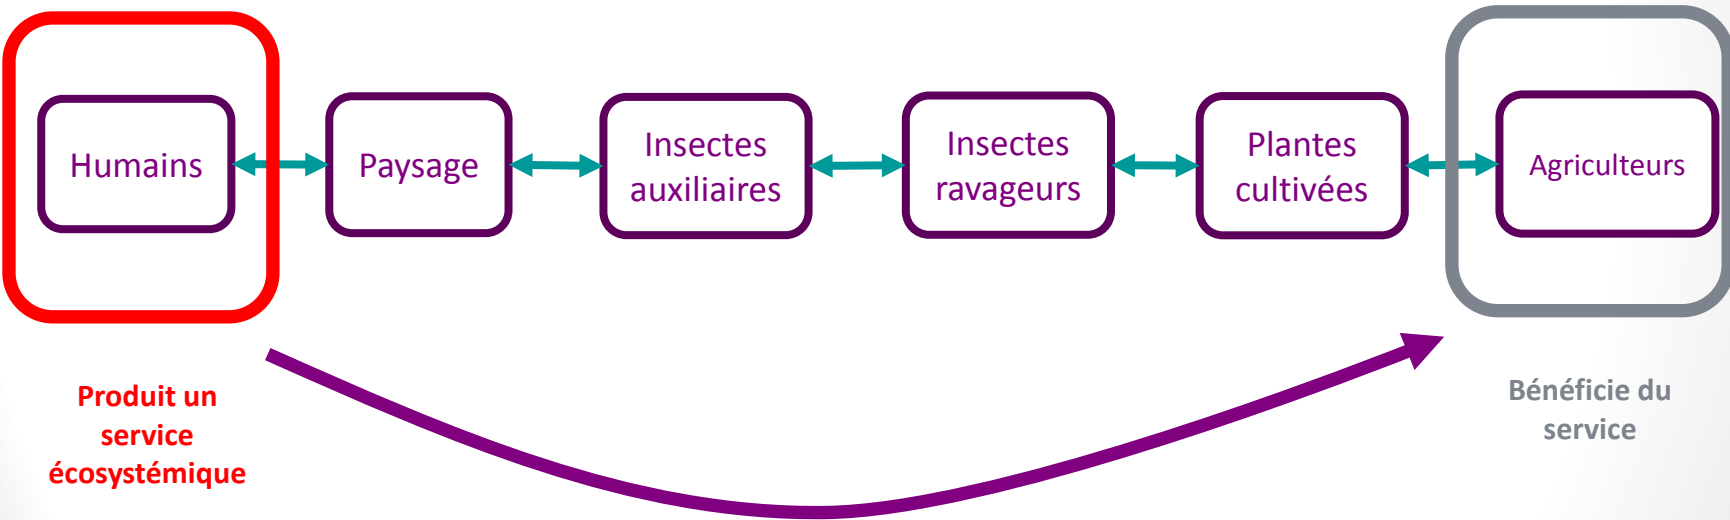 Humains
Paysage
Insectes
auxiliaires
Insectes
ravageurs
Plantes
cultivées
Agriculteurs
Produit un
service
écosystémique
Bénéficie du
service